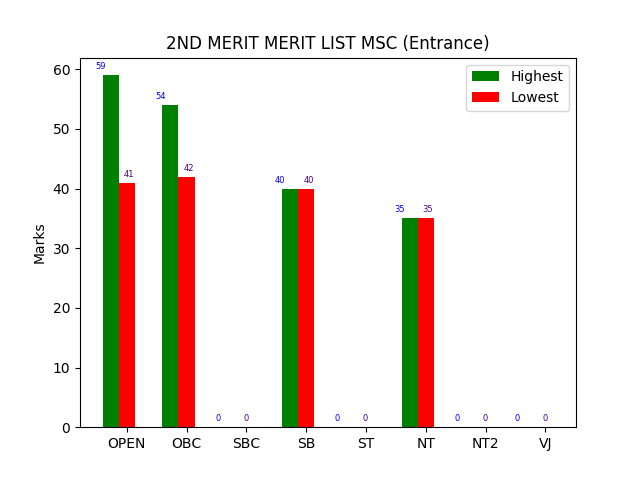 2ND MERIT MERIT LIST MSC (Entrance)
Highest
Lowest
Marks
60
50
40
30
20
10
0
59
41
54
42
0
0
40
40
0
0
35
35
0
0
0
0
OPEN
OBC
SBC
SB
ST
NT
NT2
VJ